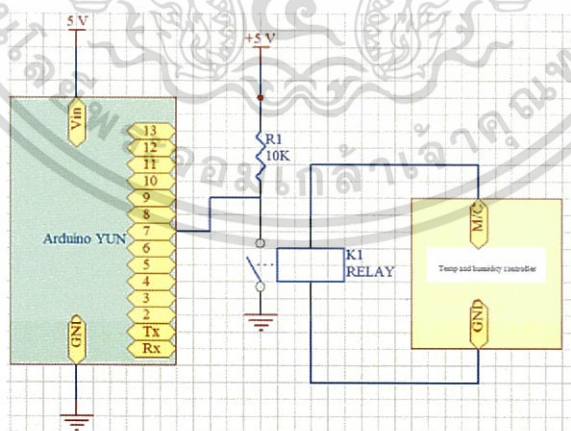 5 V
+5 V
Vin
13
12
11
10
9
8
7
6
5
4
3
2
Tx
Rx
Arduino YUN
GND
R1
10K
K1
RELAY
M/C
Temp and humidity controller
GND